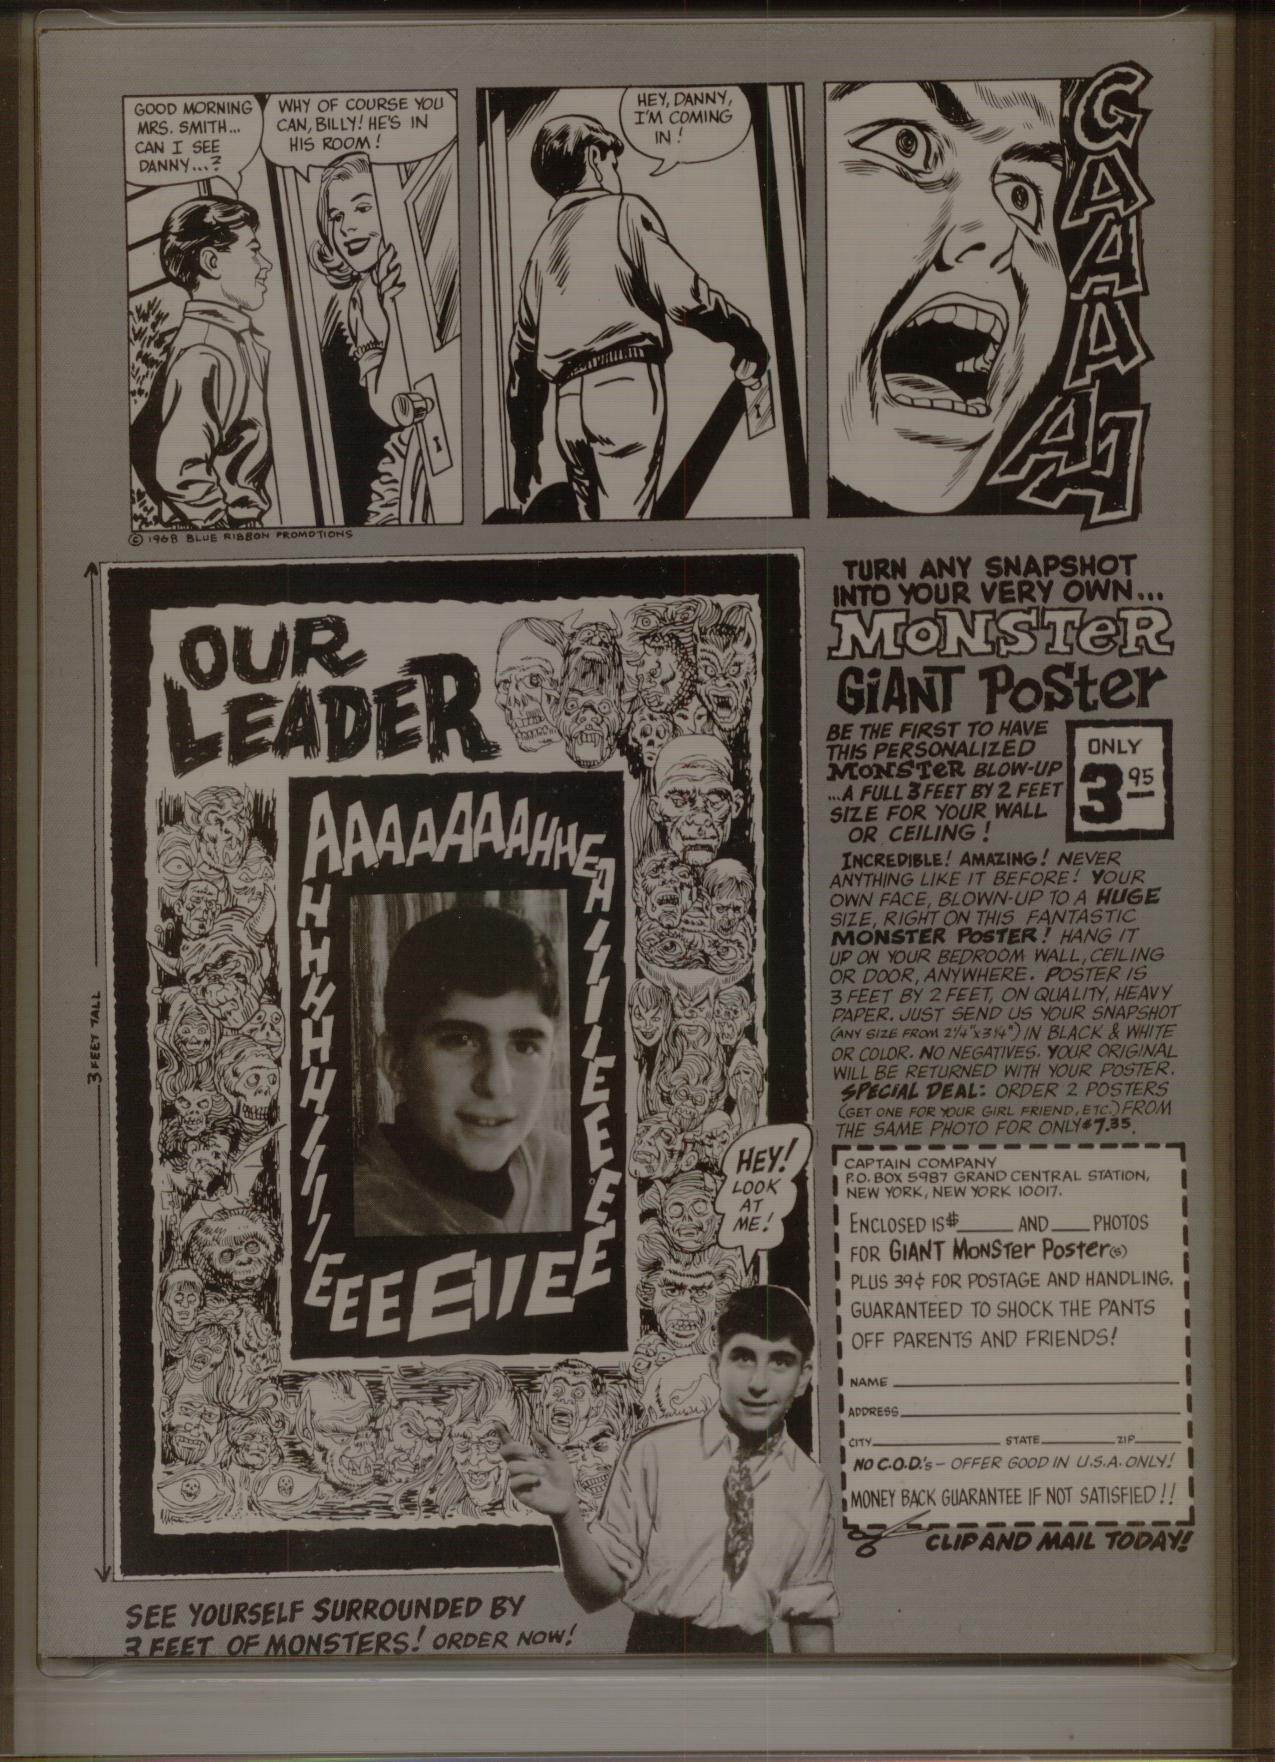 GOOD MORNING
MRS. SMITH...
CAN I SEE
DANNY...?
WHY OF COURSE YOU
CAN, BILLY! HE'S IN
HIS ROOM!
HEY, DANNY,
I'M COMING
IN!
GAAAAA
© 1968 BLUE RIBBON PROMOTIONS
3 FEET TALL
OUR
LEADER
AAAAAAAAHHE
HHHHHHIIIIIEEEEIIEE
AIIIIEEEEEE
HEY!
LOOK
AT
ME!
SEE YOURSELF SURROUNDED BY
3 FEET OF MONSTERS! ORDER NOW!
TURN ANY SNAPSHOT
INTO YOUR VERY OWN...
MONSTER
GIANT POSTER
BE THE FIRST TO HAVE
THIS PERSONALIZED
MONSTER BLOW-UP
...A FULL 3 FEET BY 2 FEET
SIZE FOR YOUR WALL
OR CEILING!
ONLY
3 95
INCREDIBLE! AMAZING! NEVER
ANYTHING LIKE IT BEFORE! YOUR
OWN FACE, BLOWN-UP TO A HUGE
SIZE, RIGHT ON THIS FANTASTIC
MONSTER POSTER! HANG IT
UP ON YOUR BEDROOM WALL, CEILING
OR DOOR, ANYWHERE. POSTER IS
3 FEET BY 2 FEET, ON QUALITY, HEAVY
PAPER. JUST SEND US YOUR SNAPSHOT
(ANY SIZE FROM 2¼"X3¼") IN BLACK & WHITE
OR COLOR. NO NEGATIVES. YOUR ORIGINAL
WILL BE RETURNED WITH YOUR POSTER.
SPECIAL DEAL: ORDER 2 POSTERS
(GET ONE FOR YOUR GIRL FRIEND, ETC.) FROM
THE SAME PHOTO FOR ONLY $7.35.
CAPTAIN COMPANY
P.O. BOX 5987 GRAND CENTRAL STATION,
NEW YORK, NEW YORK 10017.
ENCLOSED IS $______ AND ____ PHOTOS
FOR GIANT MONSTER POSTER(S)
PLUS 39¢ FOR POSTAGE AND HANDLING.
GUARANTEED TO SHOCK THE PANTS
OFF PARENTS AND FRIENDS!
NAME
ADDRESS
CITY STATE ZIP
NO C.O.D.'s – OFFER GOOD IN U.S.A. ONLY!
MONEY BACK GUARANTEE IF NOT SATISFIED!!
CLIP AND MAIL TODAY!